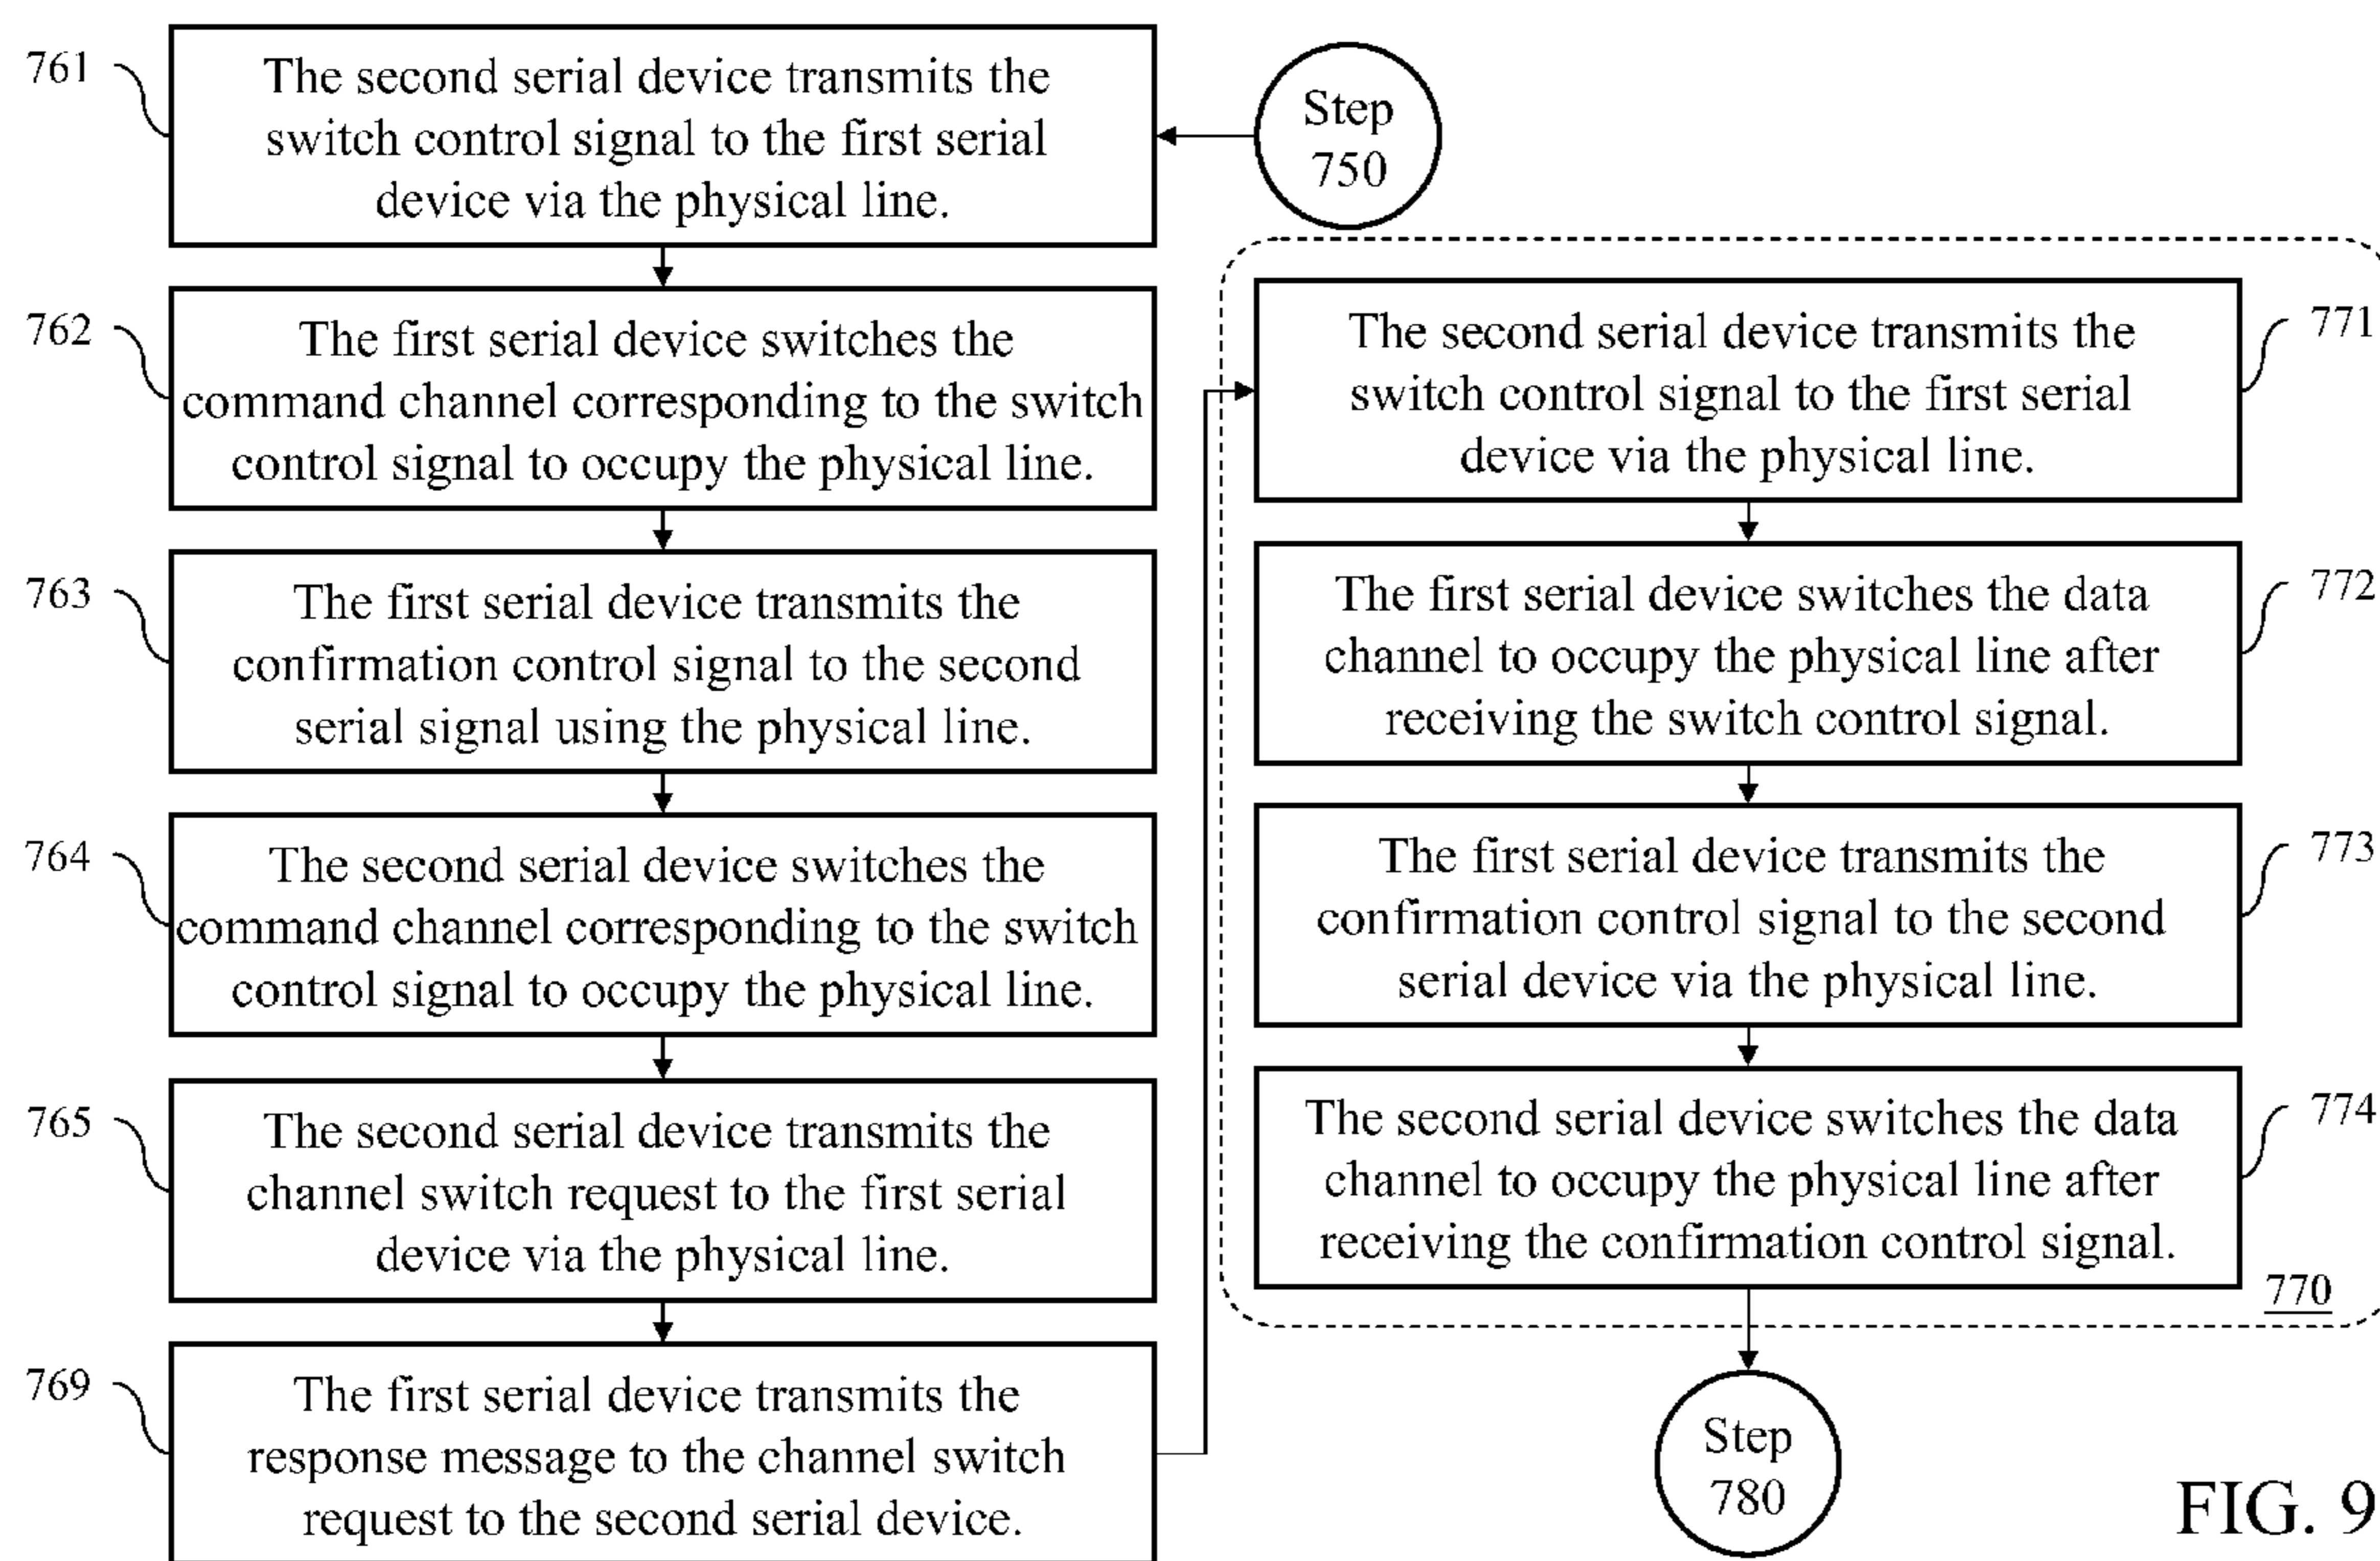 761
The second serial device transmits the
switch control signal to the first serial
device via the physical line.
Step
750
762
The first serial device switches the
command channel corresponding to the switch
control signal to occupy the physical line.
763
The first serial device transmits the
confirmation control signal to the second
serial signal using the physical line.
764
The second serial device switches the
command channel corresponding to the switch
control signal to occupy the physical line.
765
The second serial device transmits the
channel switch request to the first serial
device via the physical line.
769
The first serial device transmits the
response message to the channel switch
request to the second serial device.
771
The second serial device transmits the
switch control signal to the first serial
device via the physical line.
772
The first serial device switches the data
channel to occupy the physical line after
receiving the switch control signal.
773
The first serial device transmits the
confirmation control signal to the second
serial device via the physical line.
774
The second serial device switches the data
channel to occupy the physical line after
receiving the confirmation control signal.
770
Step
780
FIG. 9